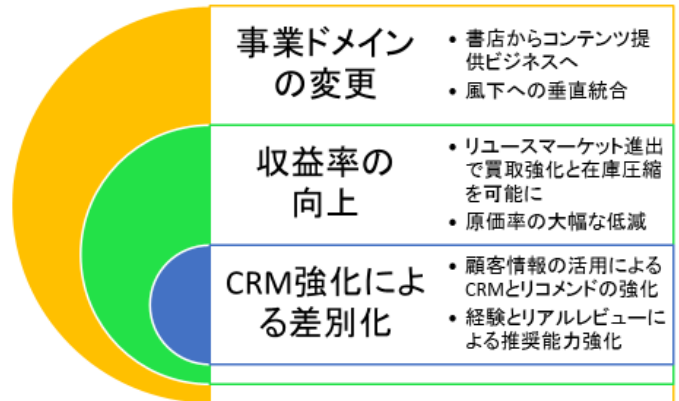 事業ドメイン
の変更
• 書店からコンテンツ提
供ビジネスへ
• 風下への垂直統合
収益率の
向上
• リユースマーケット進出
で買取強化と在庫圧縮
を可能に
• 原価率の大幅な低減
CRM強化によ
る差別化
• 顧客情報の活用による
CRMとリコメンドの強化
• 経験とリアルレビューに
よる推奨能力強化